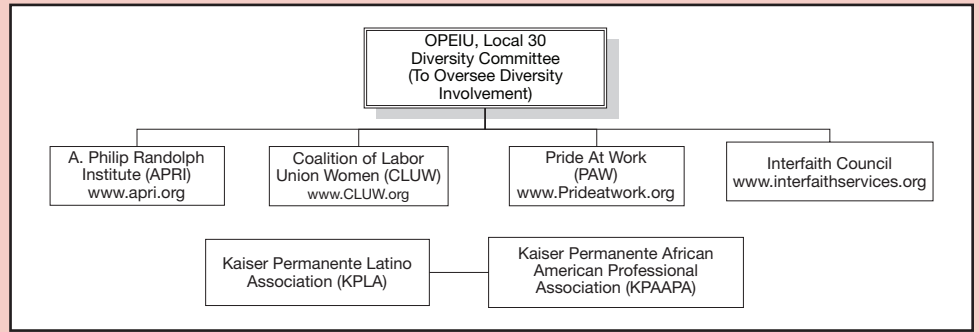 OPEIU, Local 30
Diversity Committee
(To Oversee Diversity
Involvement)
A. Philip Randolph
Institute (APRI)
www.apri.org
Coalition of Labor
Union Women (CLUW)
www.CLUW.org
Pride At Work
(PAW)
www.Prideatwork.org
Interfaith Council
www.interfaithservices.org
Kaiser Permanente Latino
Association (KPLA)
Kaiser Permanente African
American Professional
Association (KPAAPA)